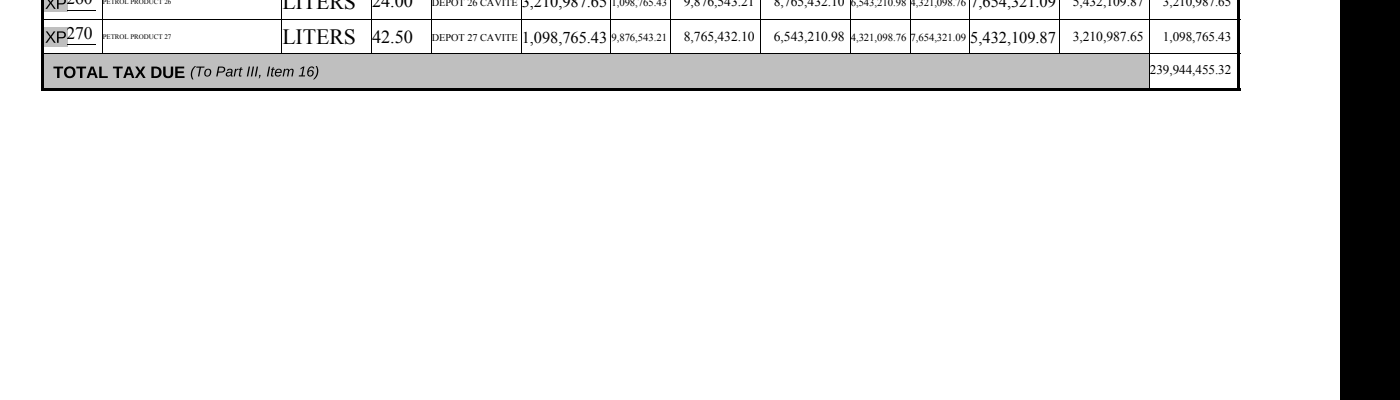 XP260 PETROL PRODUCT 26 LITERS 24.00 DEPOT 26 CAVITE 3,210,987.65 1,098,765.43 9,876,543.21 8,765,432.10 6,543,210.98 4,321,098.76 7,654,321.09 5,432,109.87 3,210,987.65
XP270 PETROL PRODUCT 27 LITERS 42.50 DEPOT 27 CAVITE 1,098,765.43 9,876,543.21 8,765,432.10 6,543,210.98 4,321,098.76 7,654,321.09 5,432,109.87 3,210,987.65 1,098,765.43
TOTAL TAX DUE (To Part III, Item 16) 239,944,455.32